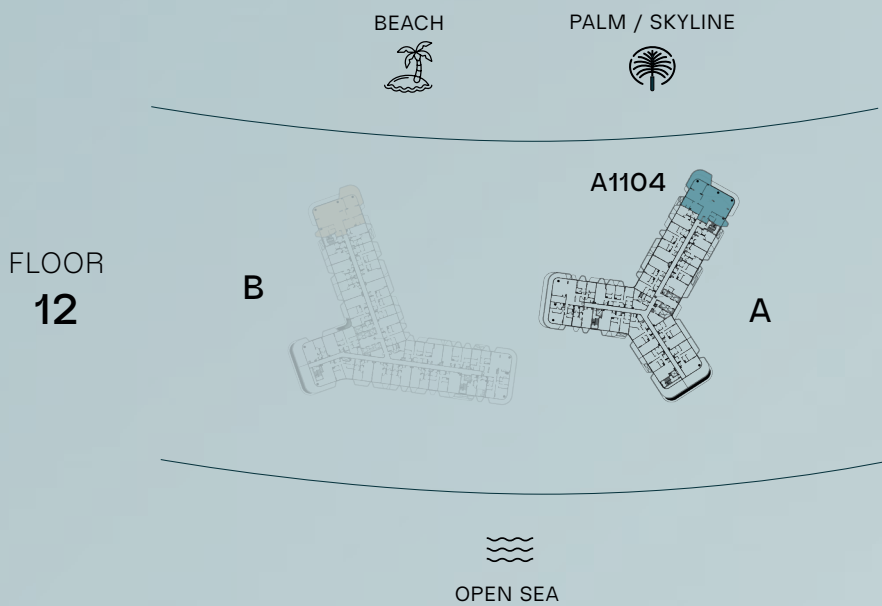 BEACH
PALM / SKYLINE
A1104
FLOOR
12
B
A
OPEN SEA